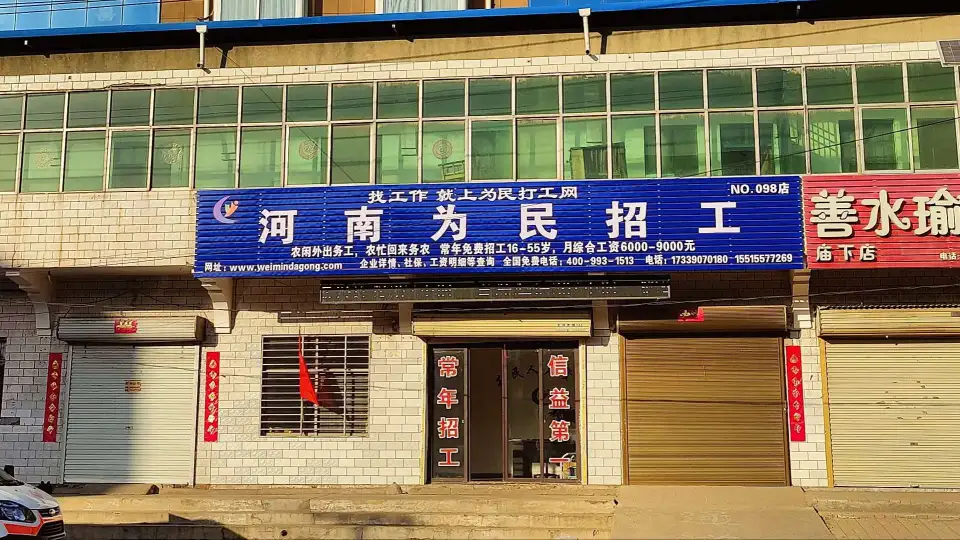 找工作 就上为民打工网
NO.098店
河南为民招工
农闲外出务工，农忙回来务农 常年免费招工16-55岁，月综合工资6000-9000元
网址：www.weimindagong.com 企业详情、社保、工资明细等查询 全国免费电话：400-993-1513 电话：17339070180 15515577269
善水瑜
庙下店
电话:
常年招工
信益第一